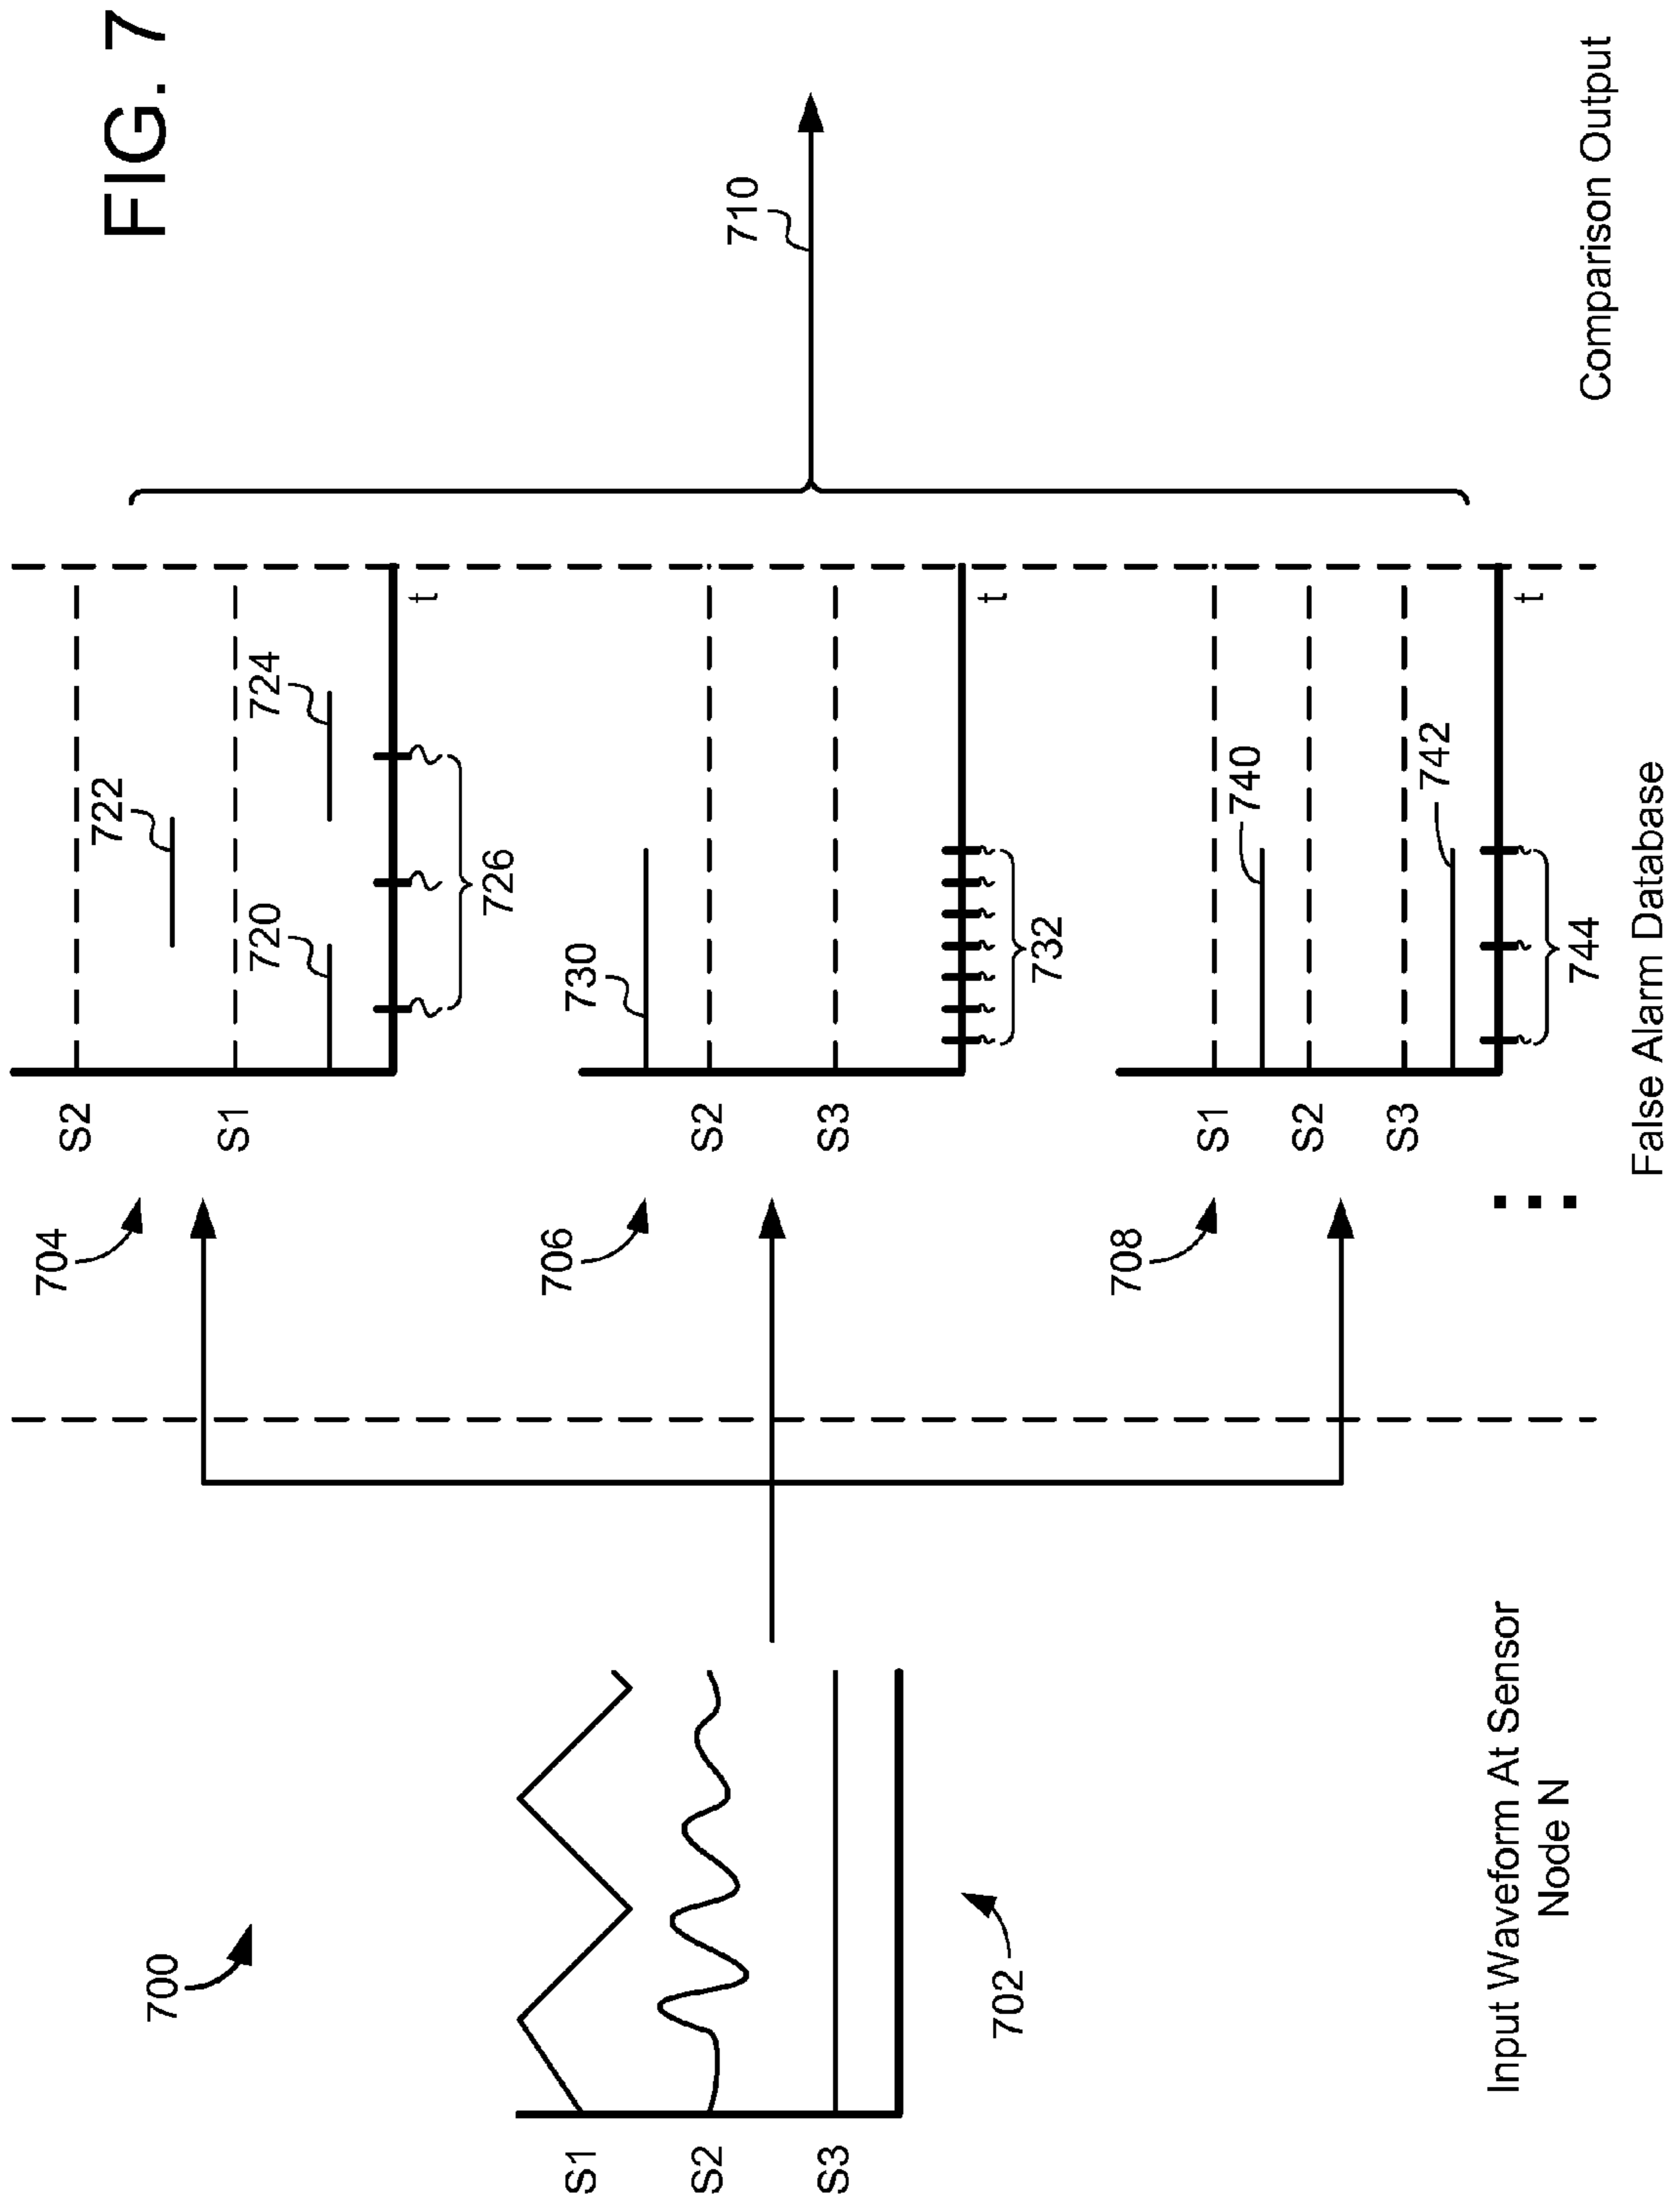 FIG. 7
700
S1
S2
S3
702
Input Waveform At Sensor
Node N
704
S2
722
S1
720
724
t
726
706
730
S2
S3
t
732
708
S1
740
S2
S3
742
t
744
False Alarm Database
710
Comparison Output